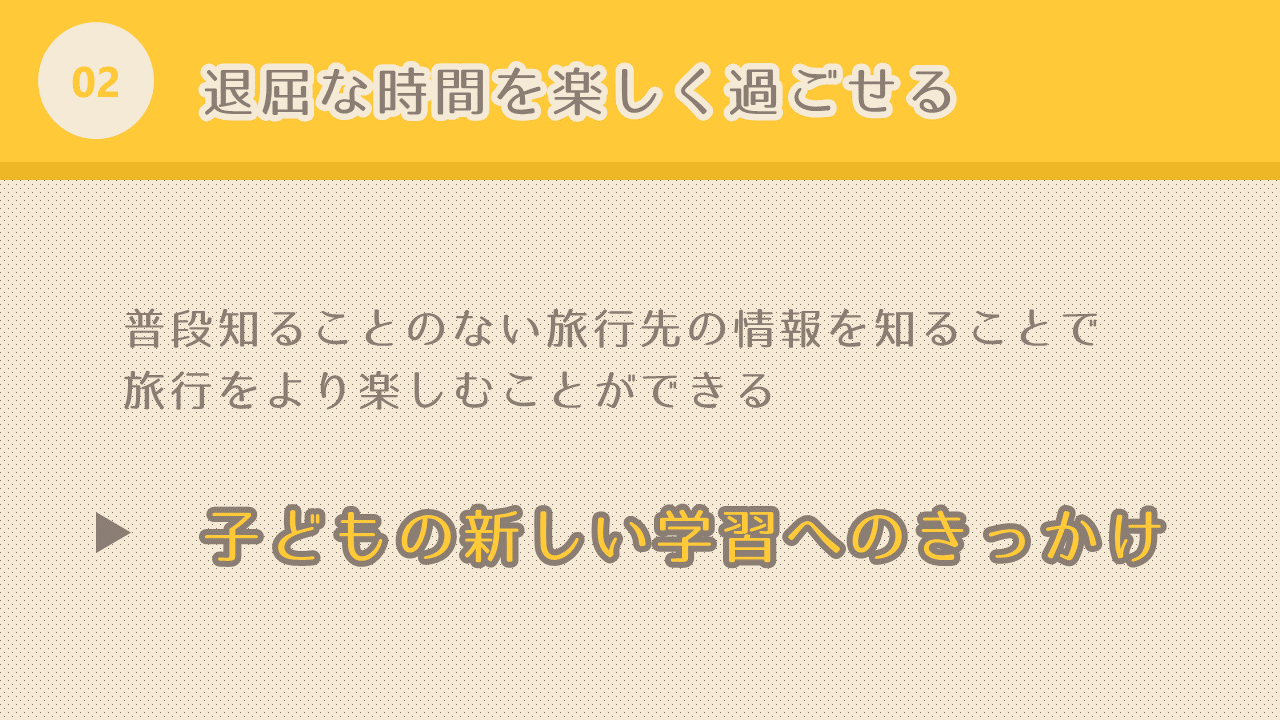 02
退屈な時間を楽しく過ごせる
普段知ることのない旅行先の情報を知ることで
旅行をより楽しむことができる
▶ 子どもの新しい学習へのきっかけ